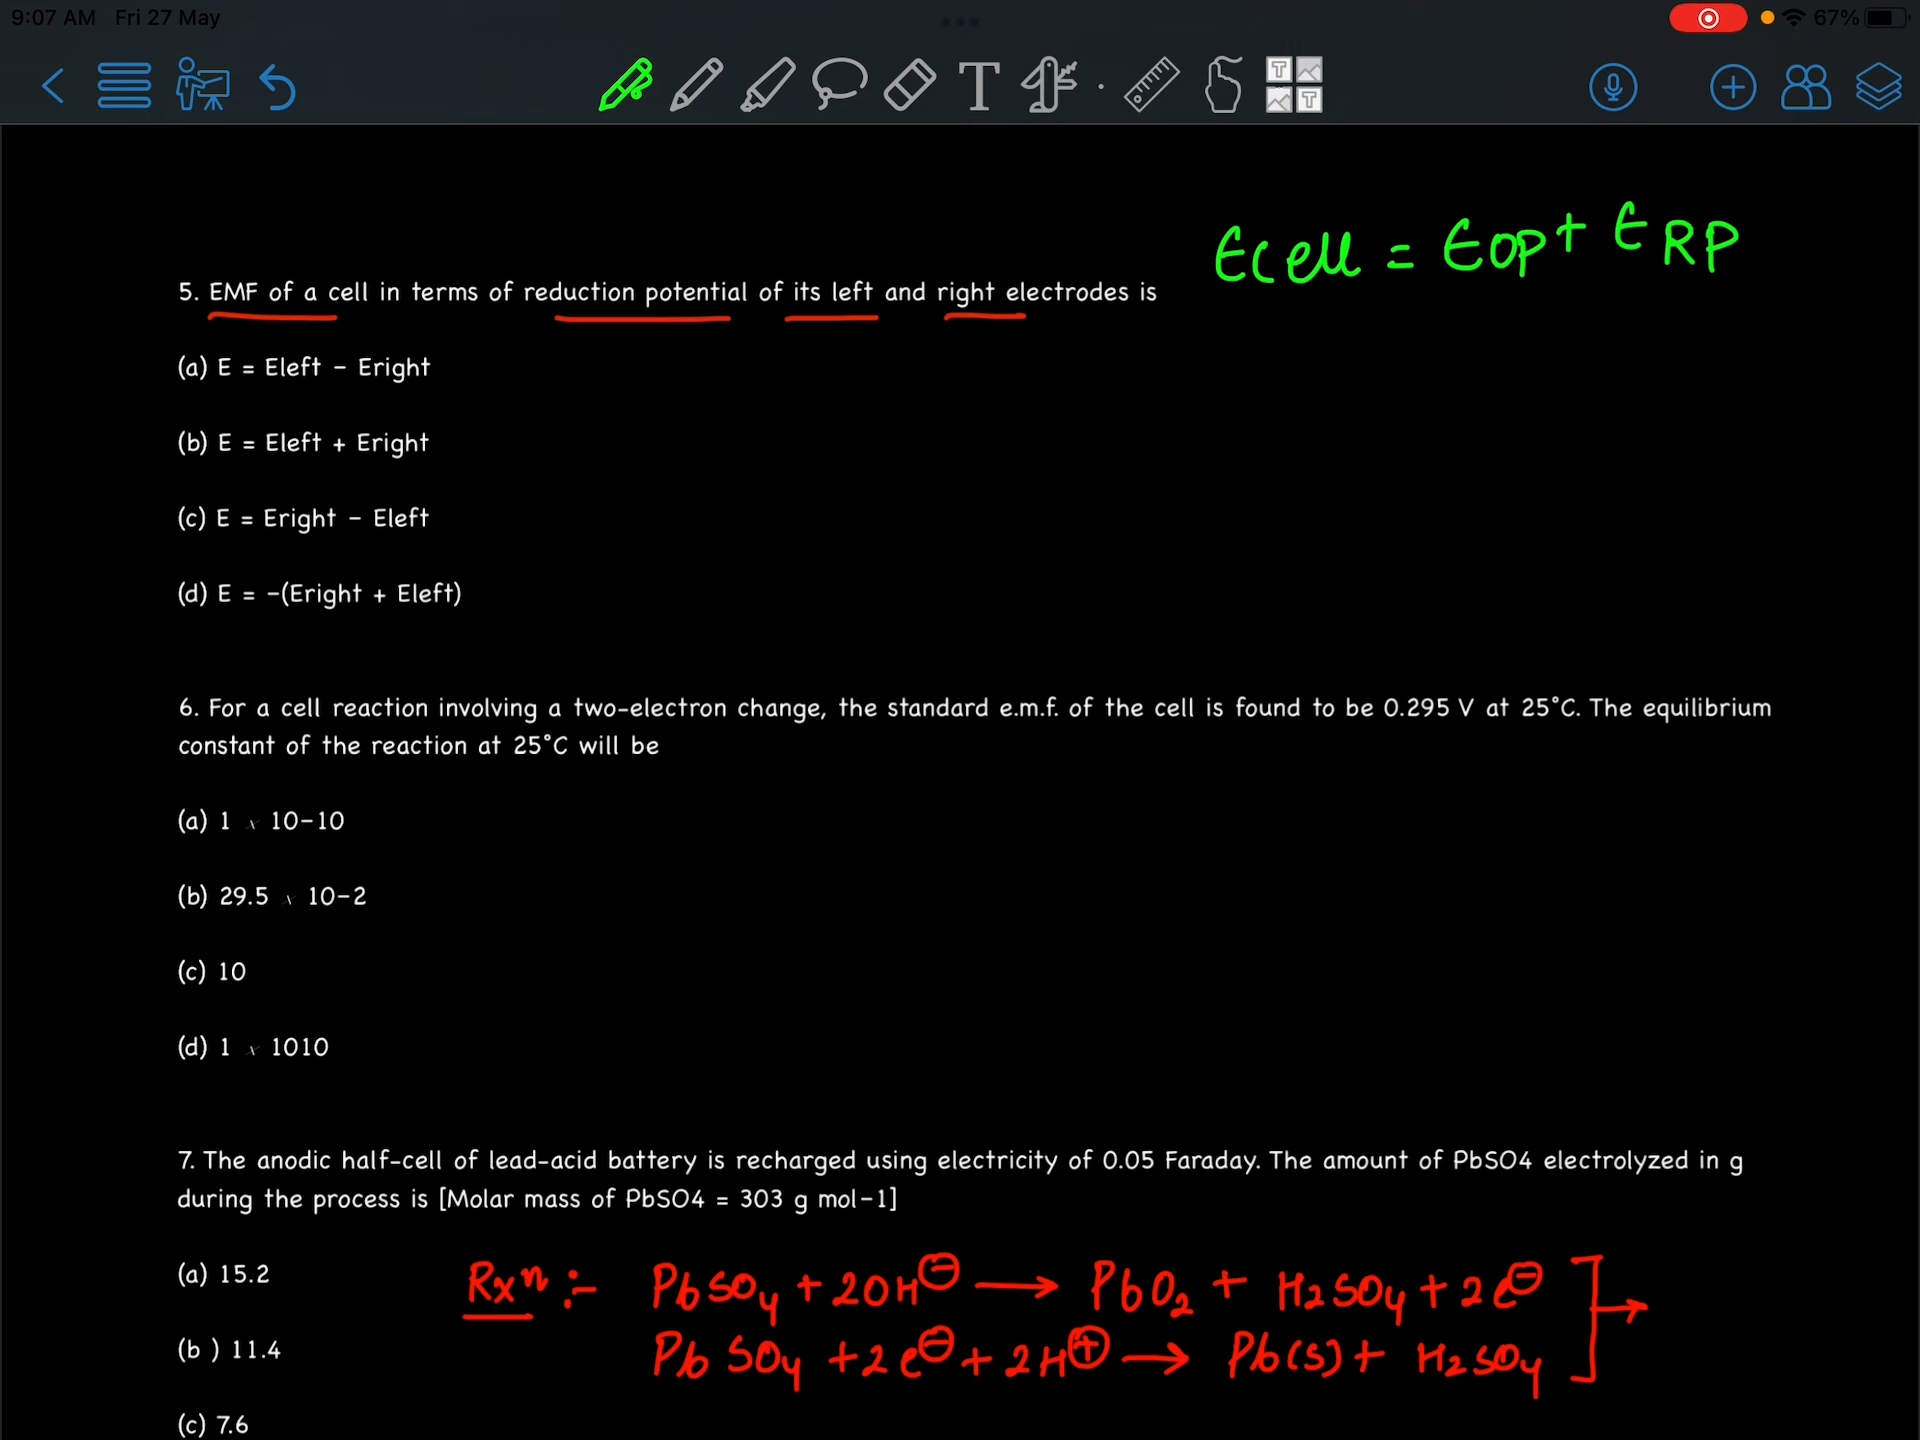 9:07 AM Fri 27 May
67%
Ecell = EOP + ERP
5. EMF of a cell in terms of reduction potential of its left and right electrodes is
(a) E = Eleft - Eright
(b) E = Eleft + Eright
(c) E = Eright - Eleft
(d) E = -(Eright + Eleft)
6. For a cell reaction involving a two-electron change, the standard e.m.f. of the cell is found to be 0.295 V at 25°C. The equilibrium
constant of the reaction at 25°C will be
(a) 1 × 10-10
(b) 29.5 × 10-2
(c) 10
(d) 1 × 1010
7. The anodic half-cell of lead-acid battery is recharged using electricity of 0.05 Faraday. The amount of PbSO4 electrolyzed in g
during the process is [Molar mass of PbSO4 = 303 g mol-1]
(a) 15.2
Rxⁿ :- PbSO₄ + 2OH⊖ → PbO₂ + H₂SO₄ + 2e⊖
(b ) 11.4
PbSO₄ + 2e⊖ + 2H⊕ → Pb(s) + H₂SO₄
(c) 7.6